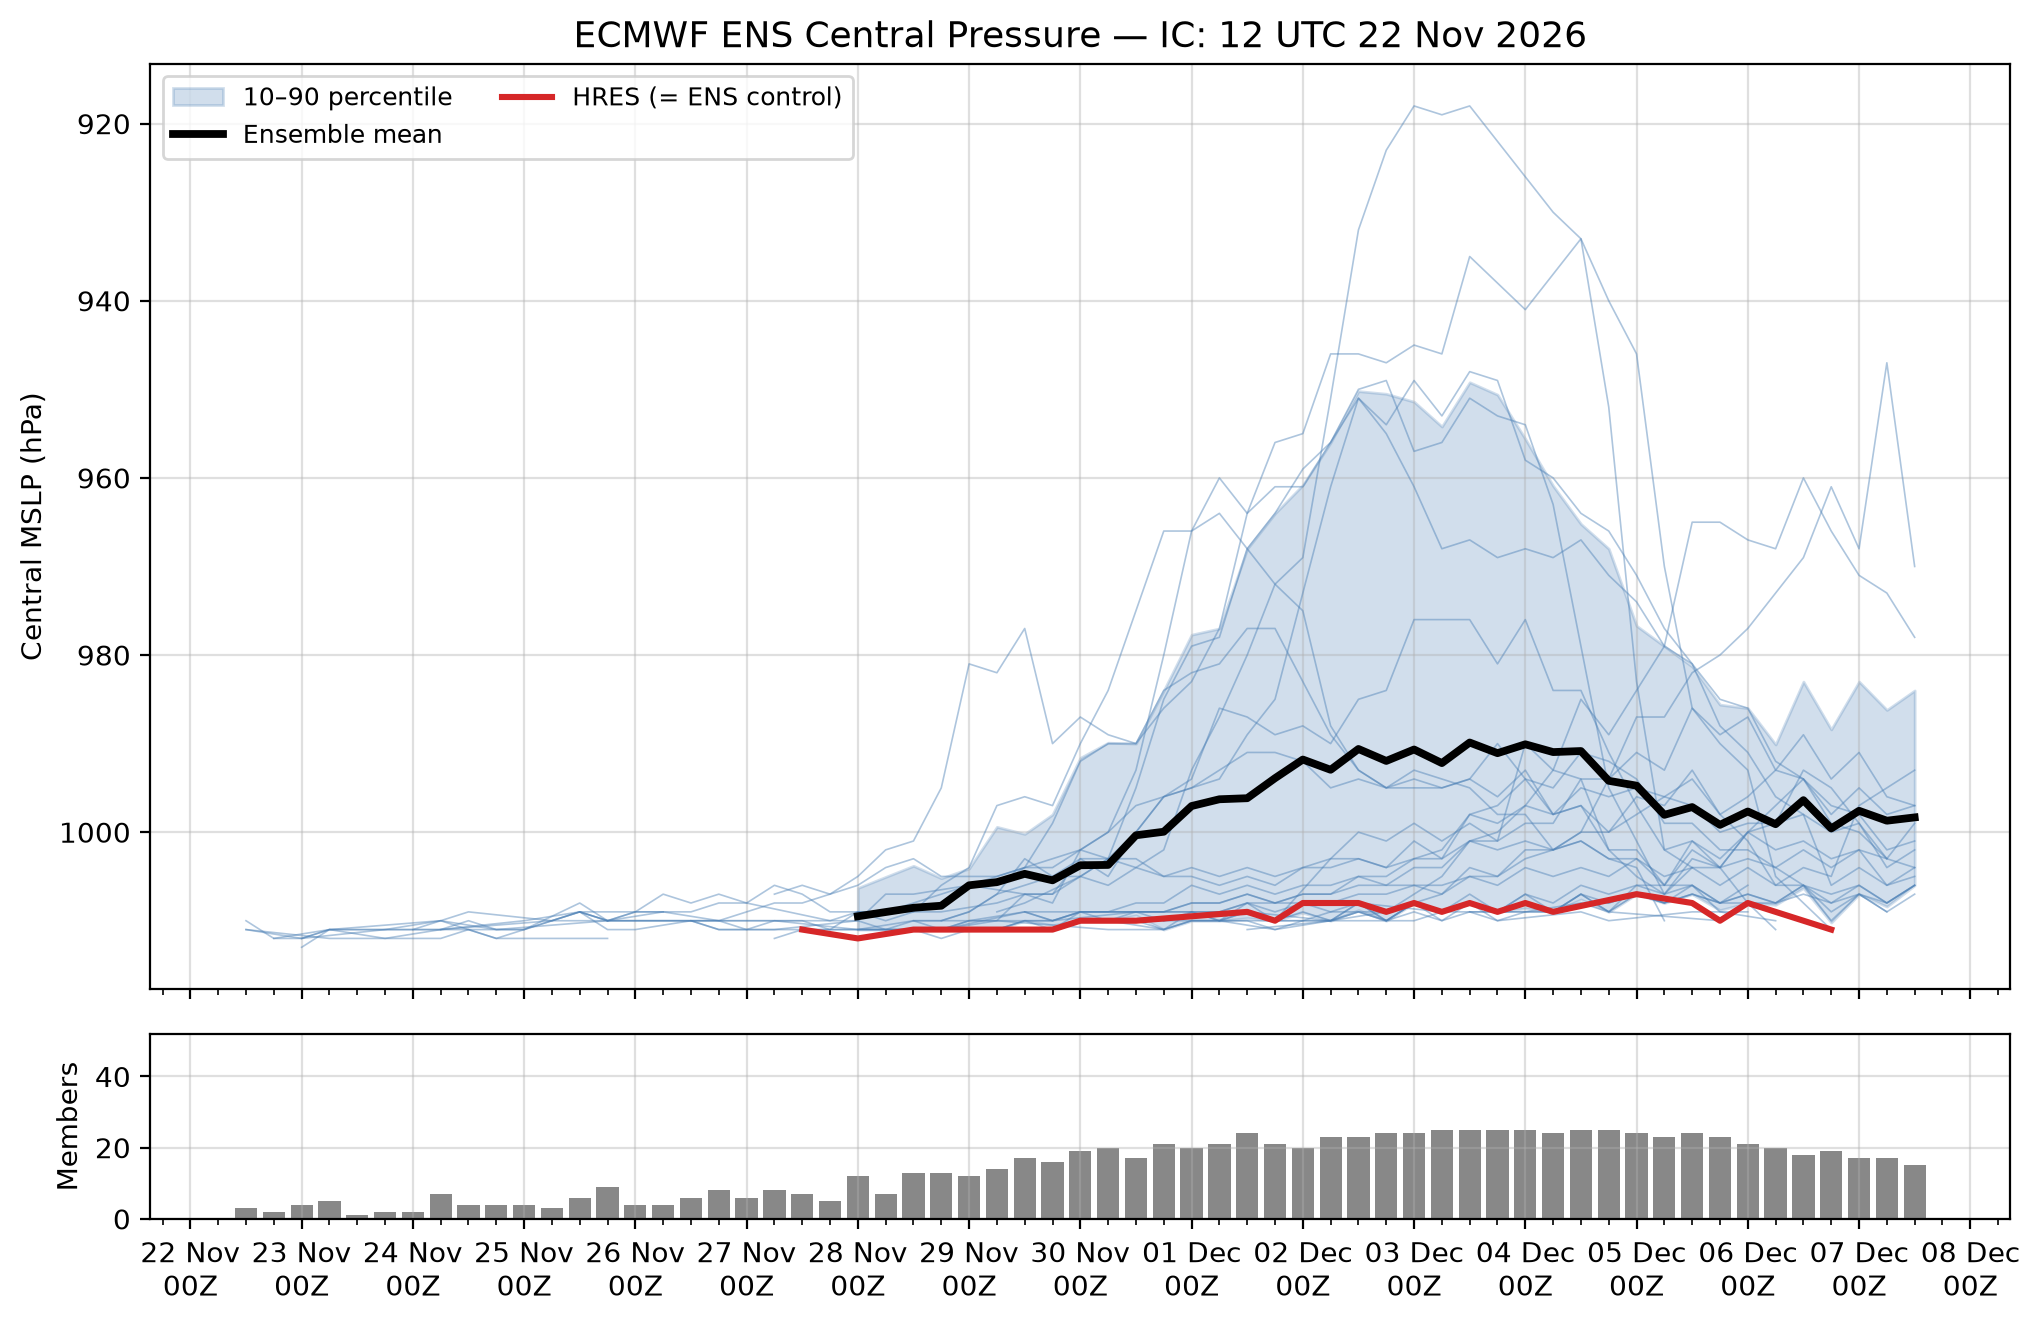 ECMWF ENS Central Pressure — IC: 12 UTC 22 Nov 2026
10–90 percentile
Ensemble mean
HRES (= ENS control)
Central MSLP (hPa)
920
940
960
980
1000
Members
40
20
0
22 Nov 23 Nov 24 Nov 25 Nov 26 Nov 27 Nov 28 Nov 29 Nov 30 Nov 01 Dec 02 Dec 03 Dec 04 Dec 05 Dec 06 Dec 07 Dec 08 Dec
00Z 00Z 00Z 00Z 00Z 00Z 00Z 00Z 00Z 00Z 00Z 00Z 00Z 00Z 00Z 00Z 00Z